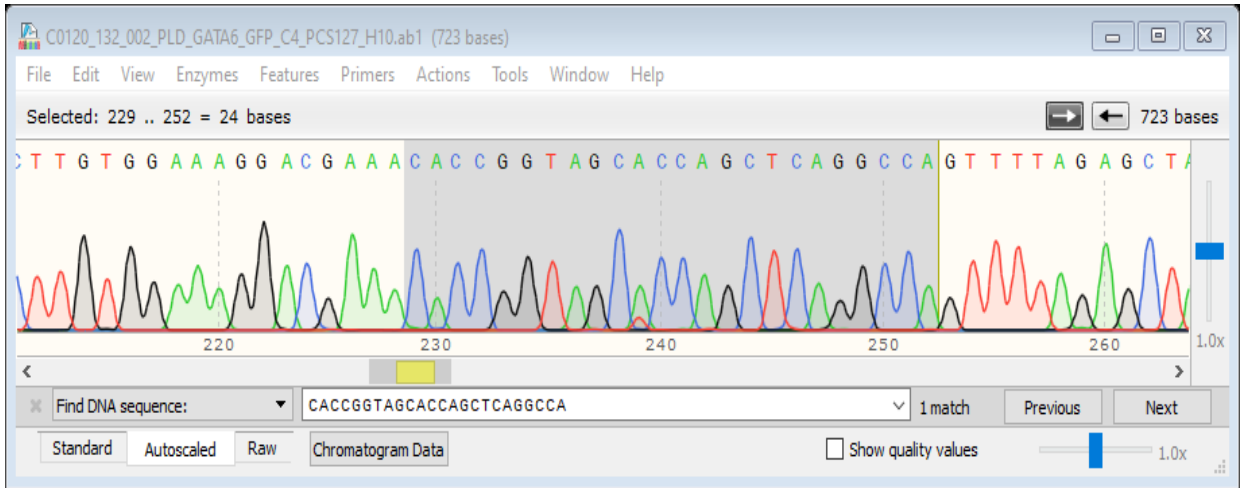 C0120_132_002_PLD_GATA6_GFP_C4_PCS127_H10.ab1 (723 bases)
File Edit View Enzymes Features Primers Actions Tools Window Help
Selected: 229 .. 252 = 24 bases 723 bases
C T T G T G G A A A G G A C G A A A C A C C G G T A G C A C C A G C T C A G G C C A G T T T T A G A G C T A
220 230 240 250 260 1.0x
Find DNA sequence: CACCGGTAGCACCAGCTCAGGCCA 1 match Previous Next
Standard Autoscaled Raw Chromatogram Data Show quality values 1.0x